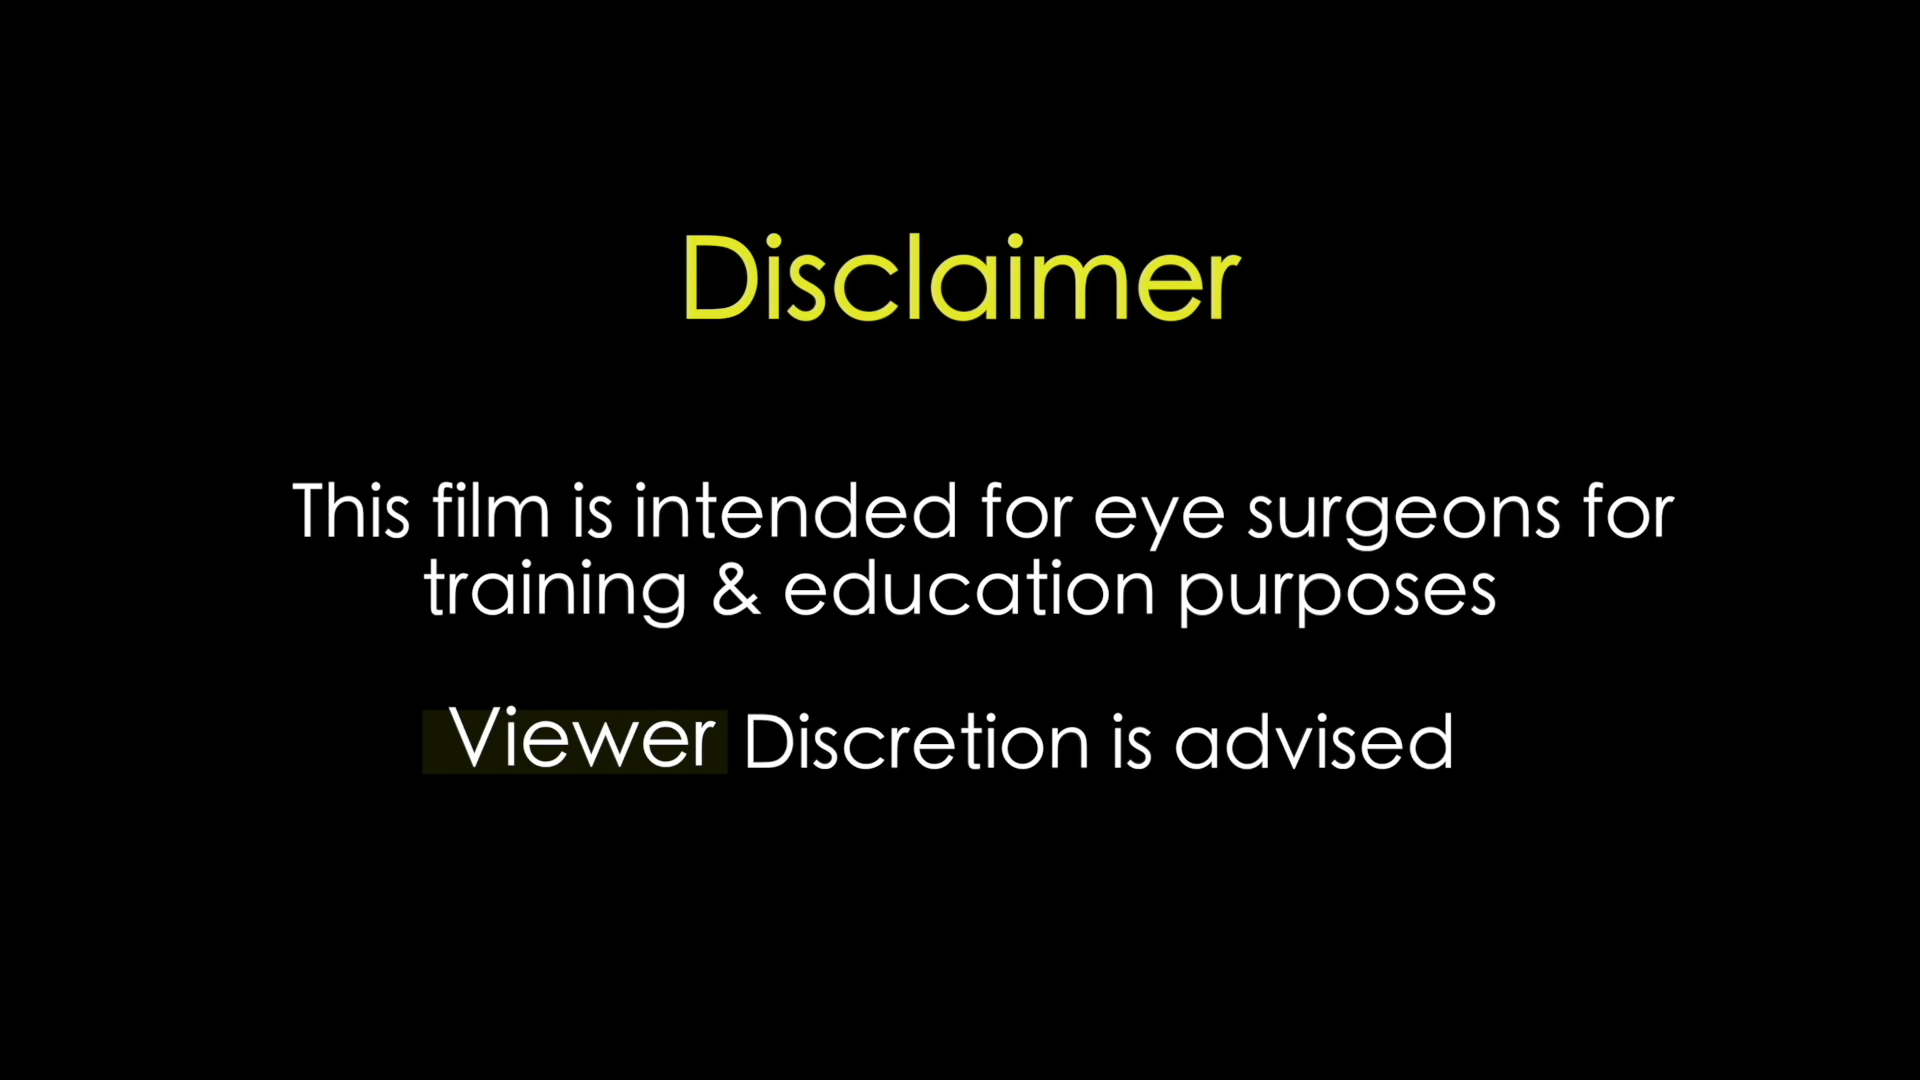 Disclaimer
This film is intended for eye surgeons for
training & education purposes
Viewer Discretion is advised